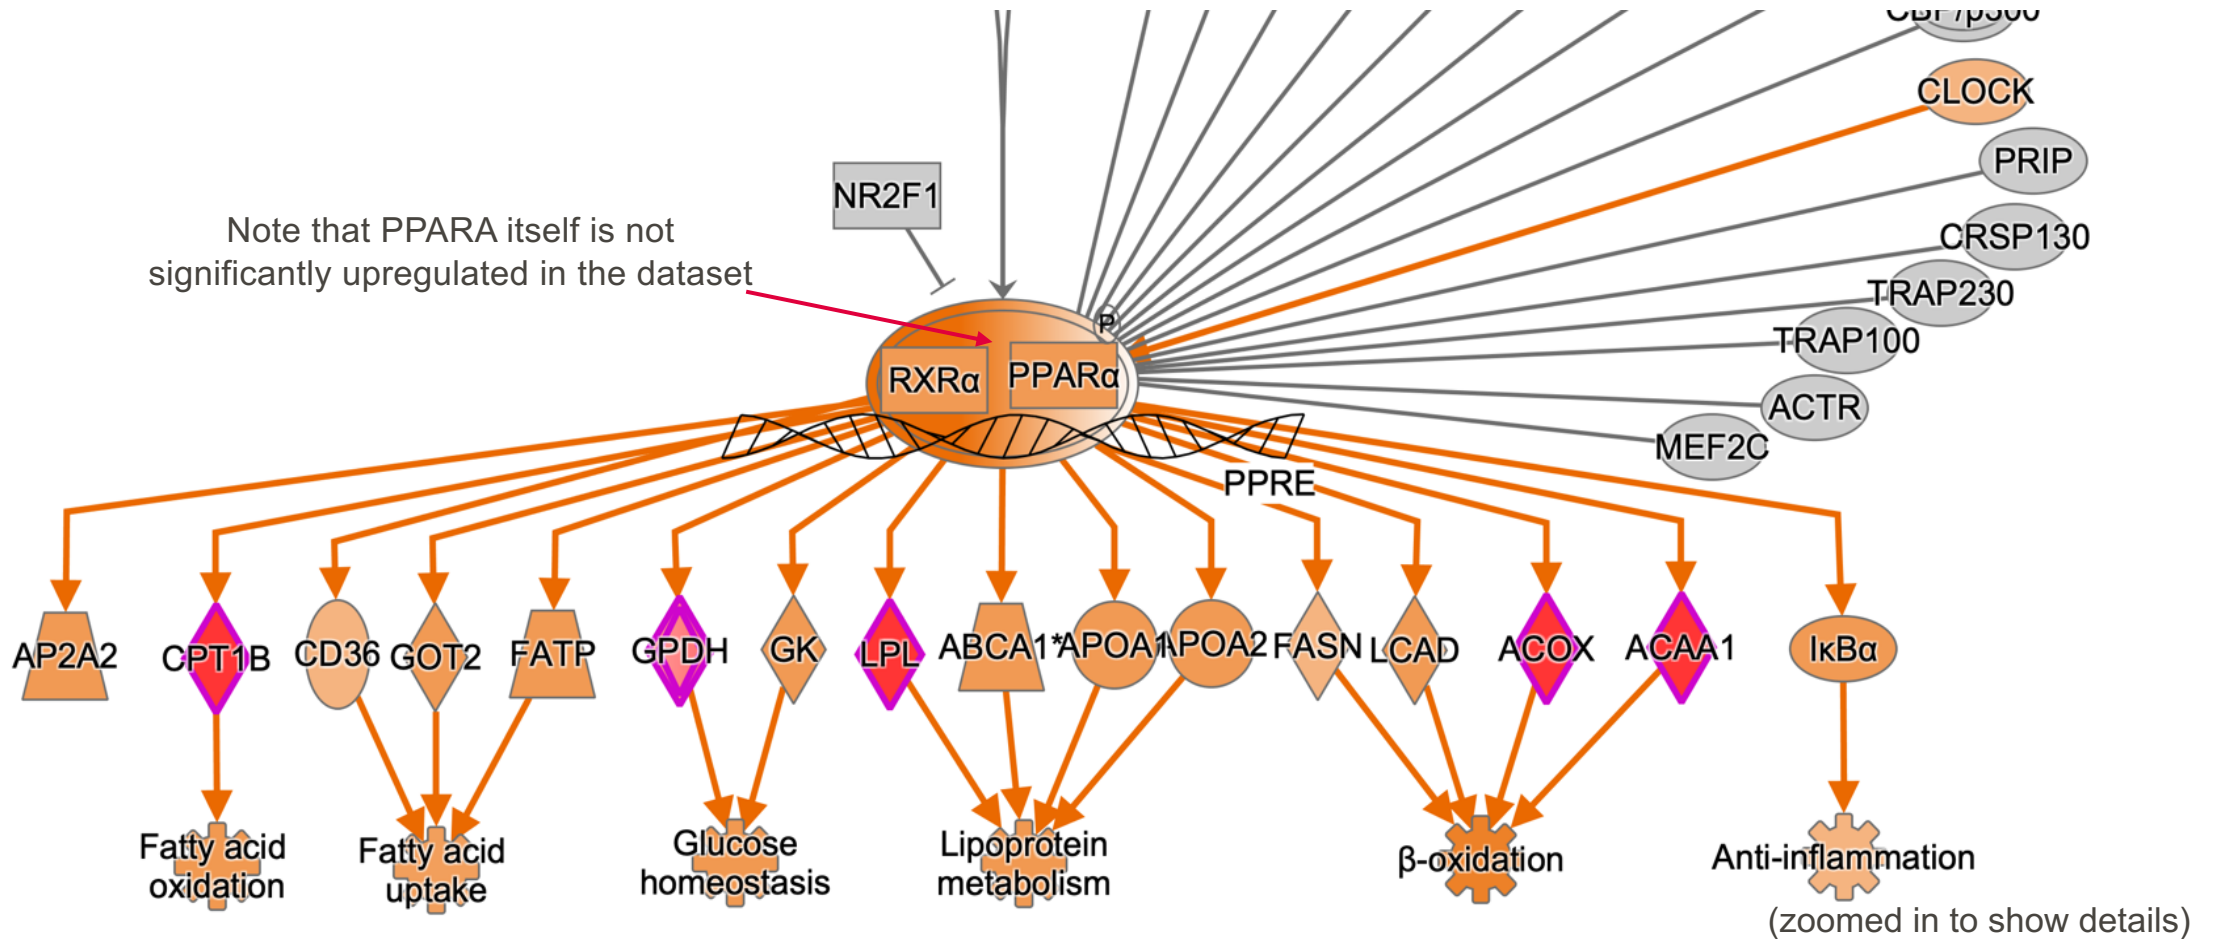 CBP/p300
CLOCK
PRIP
NR2F1
Note that PPARA itself is not
significantly upregulated in the dataset
CRSP130
TRAP230
P
TRAP100
RXRα
PPARα
ACTR
MEF2C
PPRE
AP2A2
CPT1B
CD36
GOT2
FATP
GPDH
GK
LPL
ABCA1*
APOA1
APOA2
FASN
LCAD
ACOX
ACAA1
IκBα
Fatty acid
oxidation
Fatty acid
uptake
Glucose
homeostasis
Lipoprotein
metabolism
β-oxidation
Anti-inflammation
(zoomed in to show details)